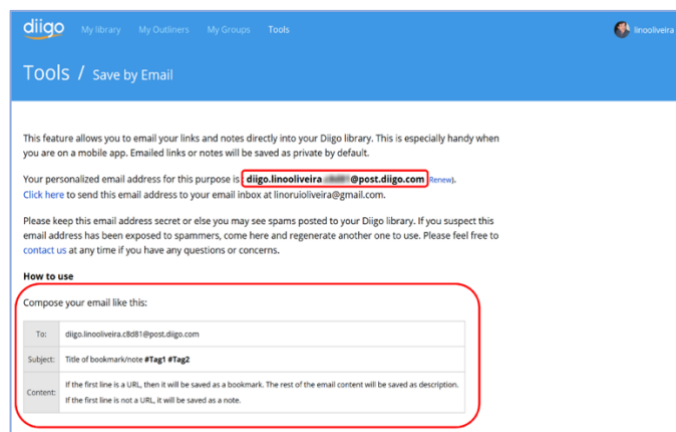 diigo My library My Outliners My Groups Tools linooliveira
Tools / Save by Email
This feature allows you to email your links and notes directly into your Diigo library. This is especially handy when
you are on a mobile app. Emailed links or notes will be saved as private by default.
Your personalized email address for this purpose is diigo.linooliveira @post.diigo.com (Renew).
Click here to send this email address to your email inbox at linoruioliveira@gmail.com.
Please keep this email address secret or else you may see spams posted to your Diigo library. If you suspect this
email address has been exposed to spammers, come here and regenerate another one to use. Please feel free to
contact us at any time if you have any questions or concerns.
How to use
Compose your email like this:
To: diigo.linooliveira.c8d81@post.diigo.com
Subject: Title of bookmark/note #Tag1 #Tag2
Content: If the first line is a URL, then it will be saved as a bookmark. The rest of the email content will be saved as description.
If the first line is not a URL, it will be saved as a note.